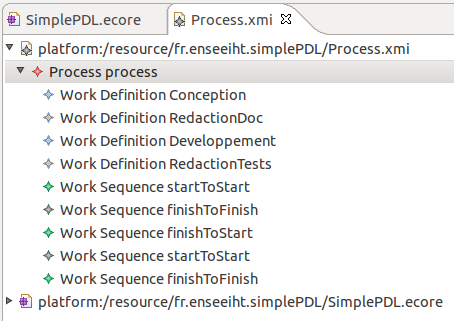 SimplePDL.ecore
Process.xmi
platform:/resource/fr.enseeiht.simplePDL/Process.xmi
Process process
Work Definition Conception
Work Definition RedactionDoc
Work Definition Developpement
Work Definition RedactionTests
Work Sequence startToStart
Work Sequence finishToFinish
Work Sequence finishToStart
Work Sequence startToStart
Work Sequence finishToFinish
platform:/resource/fr.enseeiht.simplePDL/SimplePDL.ecore